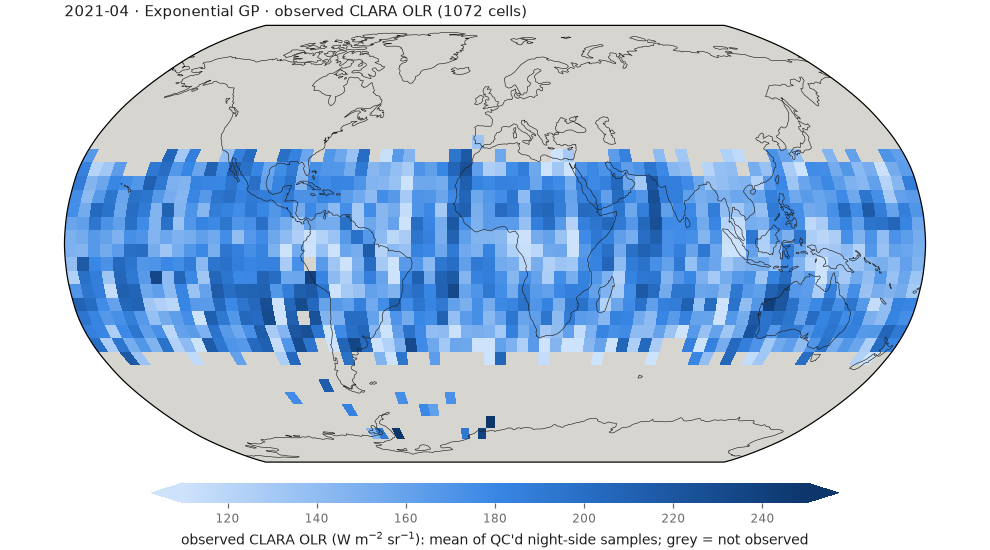 2021-04 · Exponential GP · observed CLARA OLR (1072 cells)
120 140 160 180 200 220 240
observed CLARA OLR (W m⁻² sr⁻¹): mean of QC'd night-side samples; grey = not observed